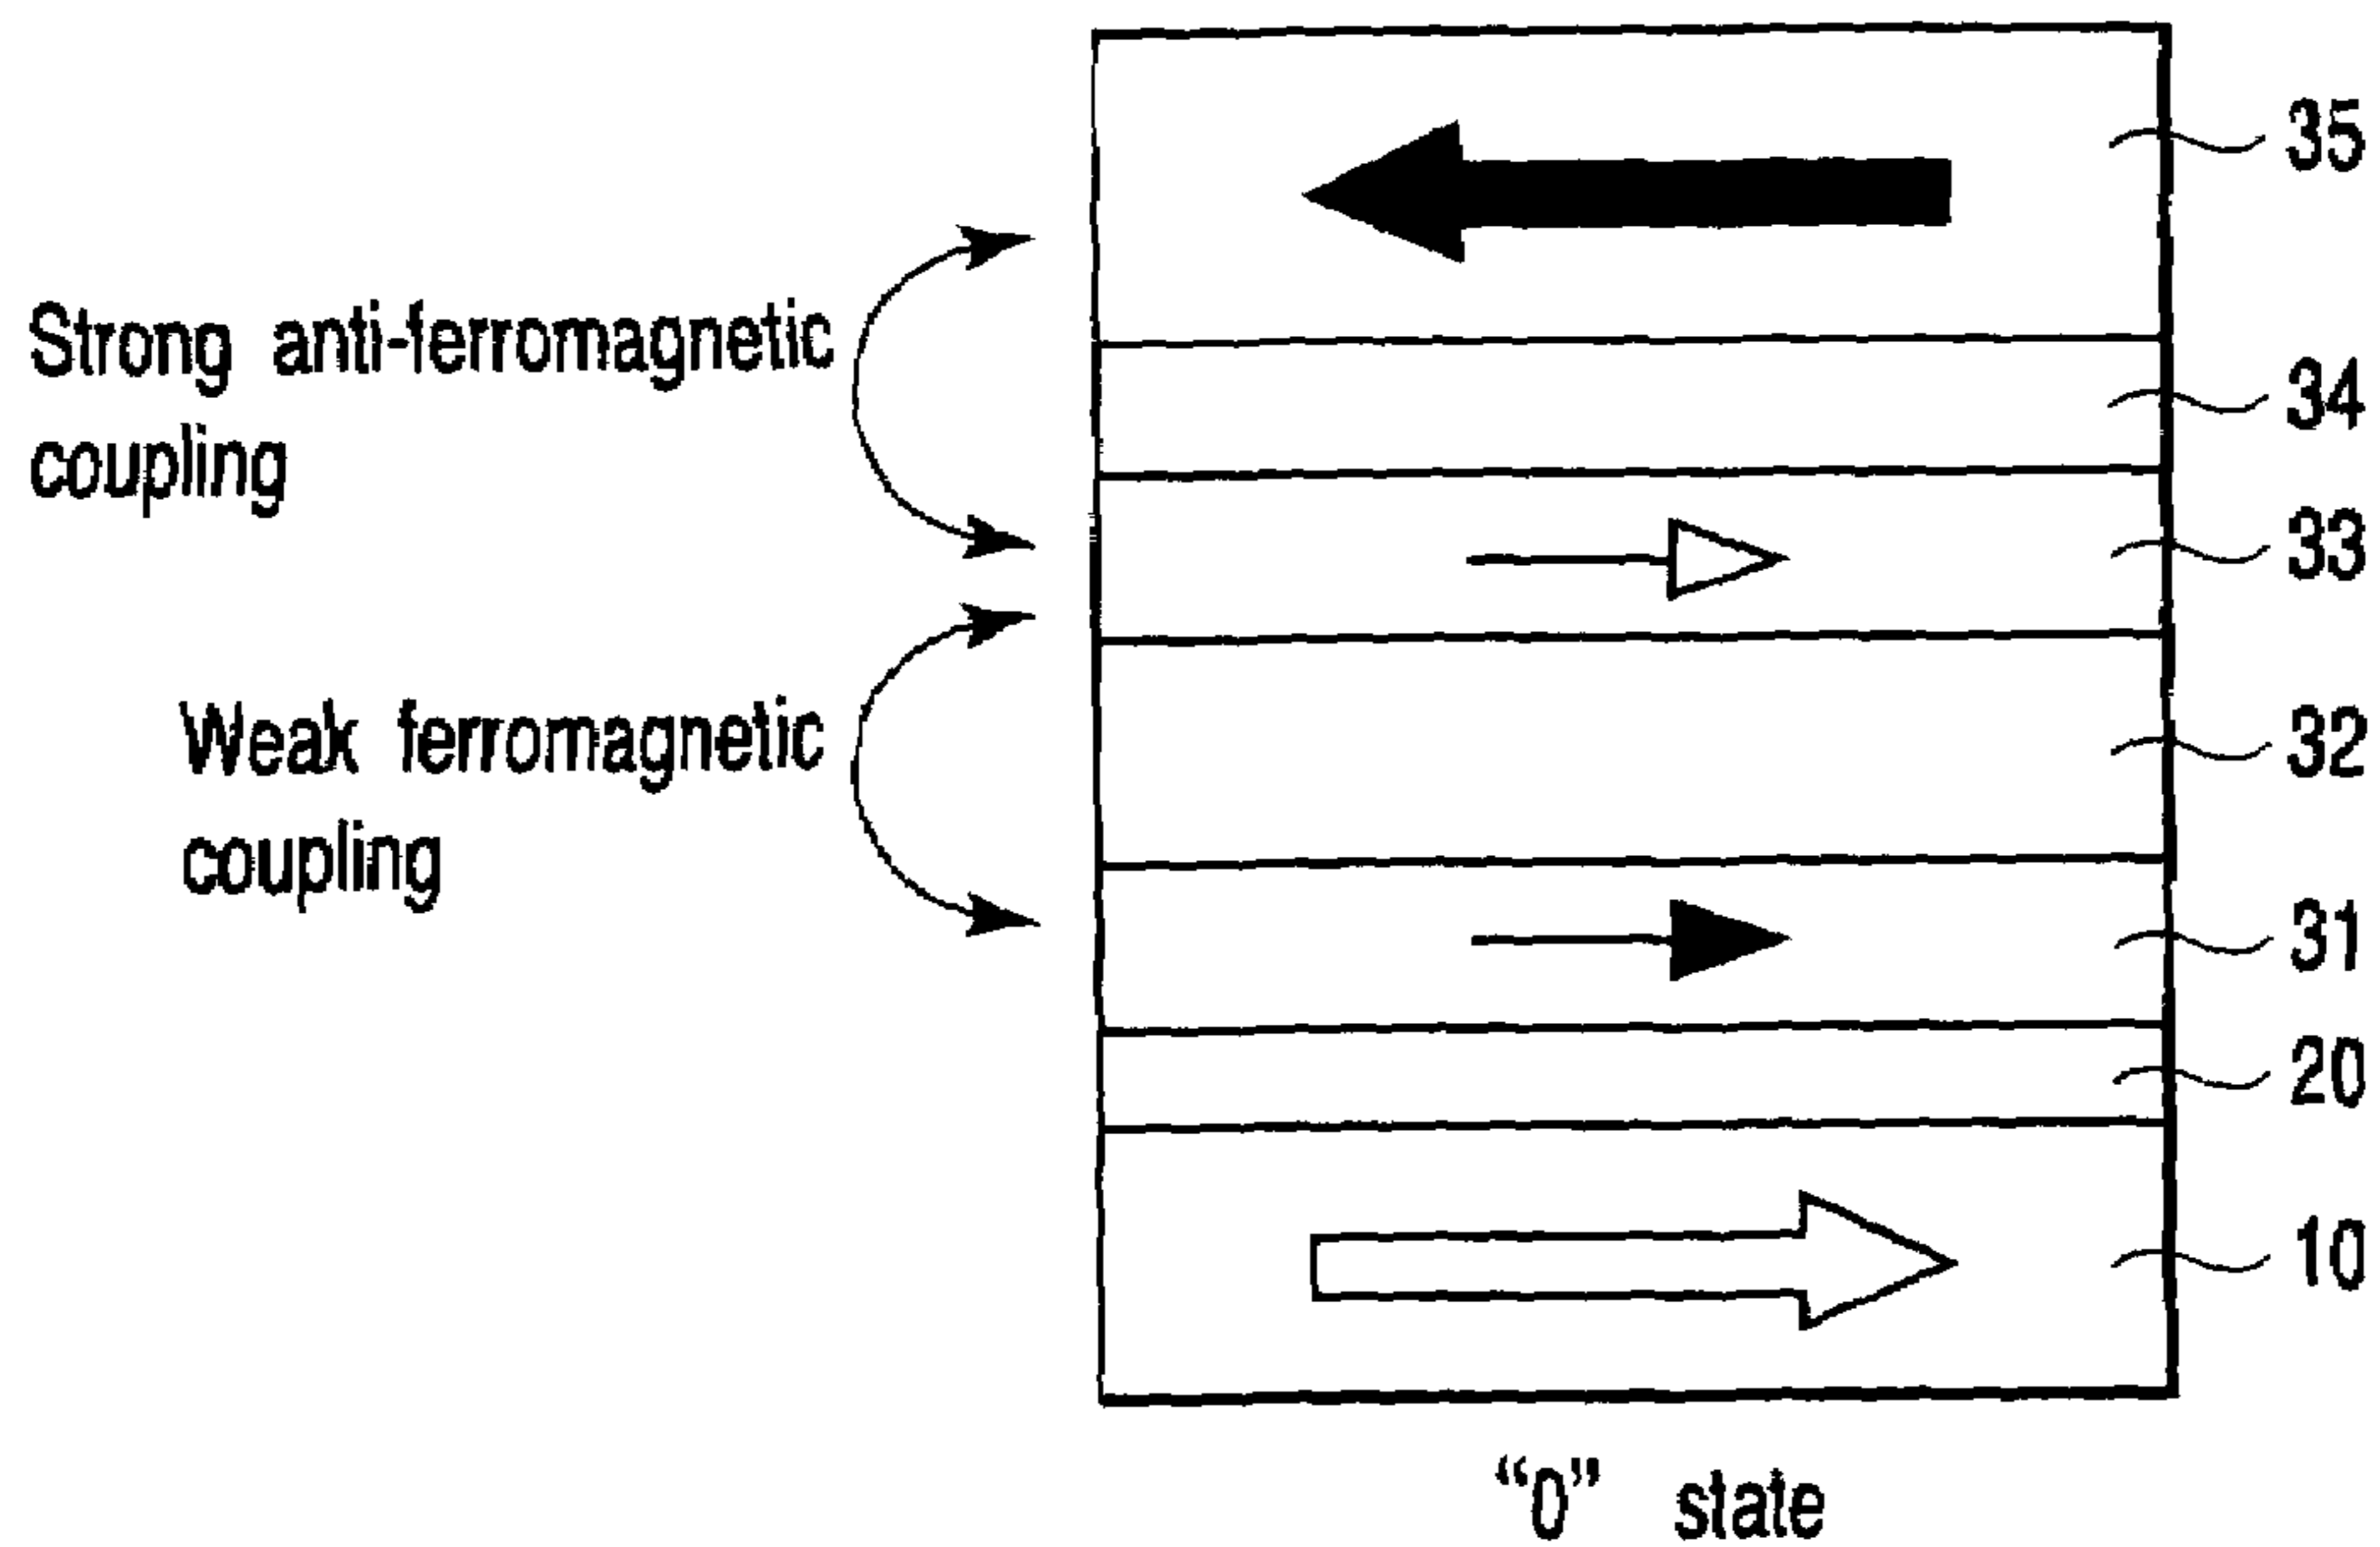 35
Strong anti-ferromagnetic
coupling
34
33
Weak ferromagnetic
coupling
32
31
20
10
“0” state